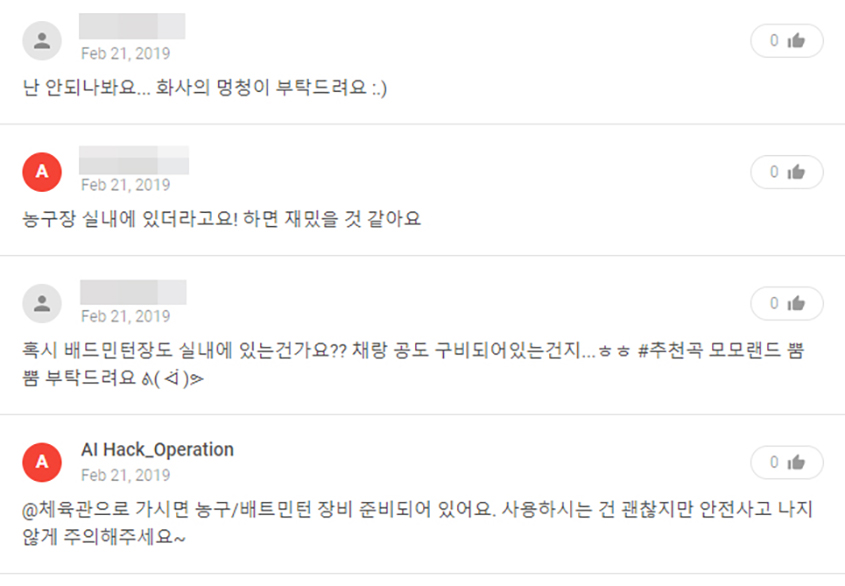 Feb 21, 2019
0
난 안되나봐요... 화사의 멍청이 부탁드려요 :.)
A
Feb 21, 2019
0
농구장 실내에 있더라고요! 하면 재밌을 것 같아요
Feb 21, 2019
0
혹시 배드민턴장도 실내에 있는건가요?? 채랑 공도 구비되어있는건지...ㅎㅎ #추천곡 모모랜드 뿜
뿜 부탁드려요 ᕕ( ᐛ )ᕗ
A
AI Hack_Operation
Feb 21, 2019
0
@체육관으로 가시면 농구/배트민턴 장비 준비되어 있어요. 사용하시는 건 괜찮지만 안전사고 나지
않게 주의해주세요~